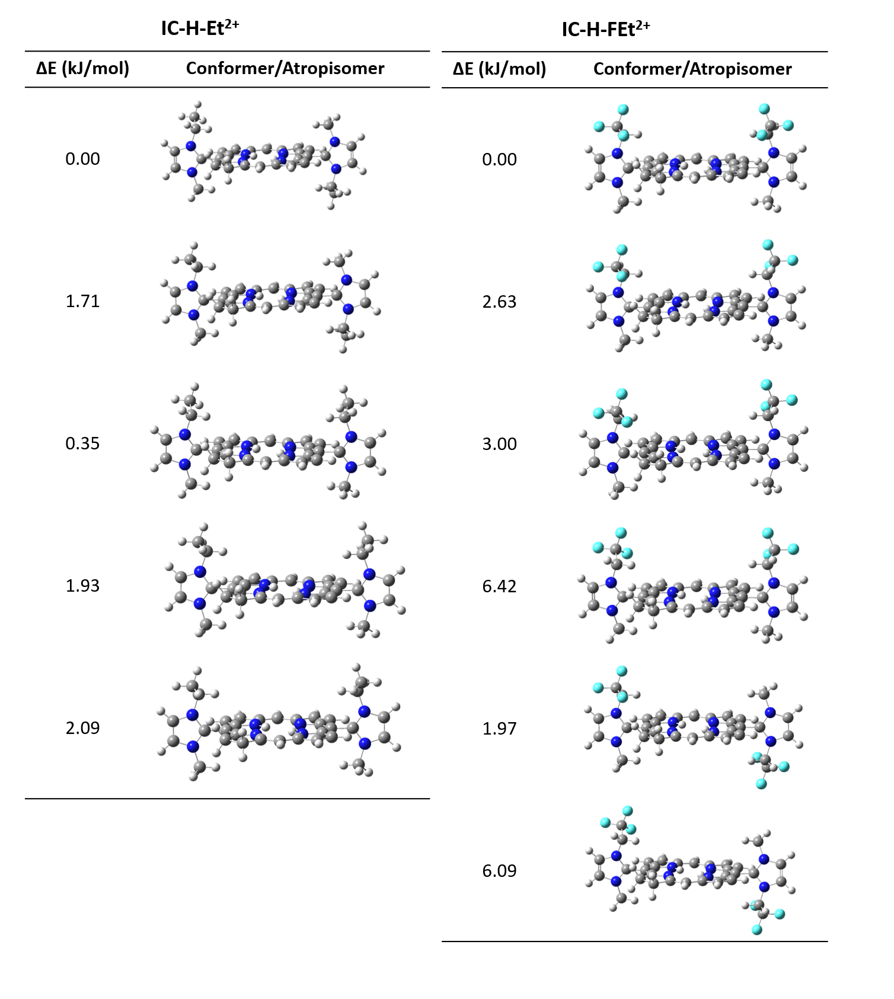 IC-H-Et²⁺
ΔE (kJ/mol) Conformer/Atropisomer
0.00
1.71
0.35
1.93
2.09
IC-H-FEt²⁺
ΔE (kJ/mol) Conformer/Atropisomer
0.00
2.63
3.00
6.42
1.97
6.09